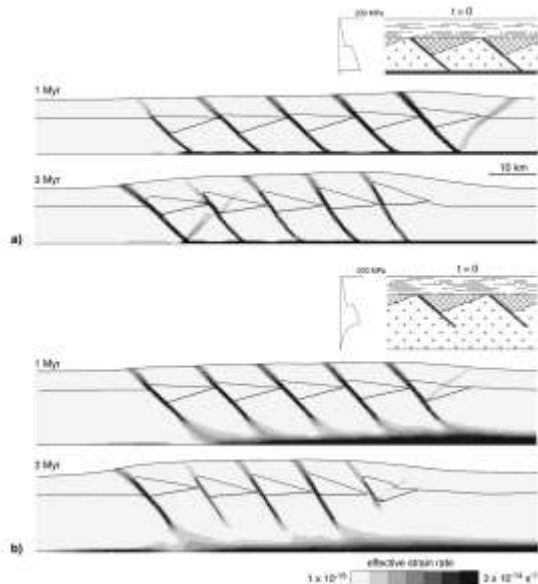 200 MPa t = 0
1 Myr
10 km
3 Myr
a)
200 MPa t = 0
1 Myr
3 Myr
b)
effective strain rate